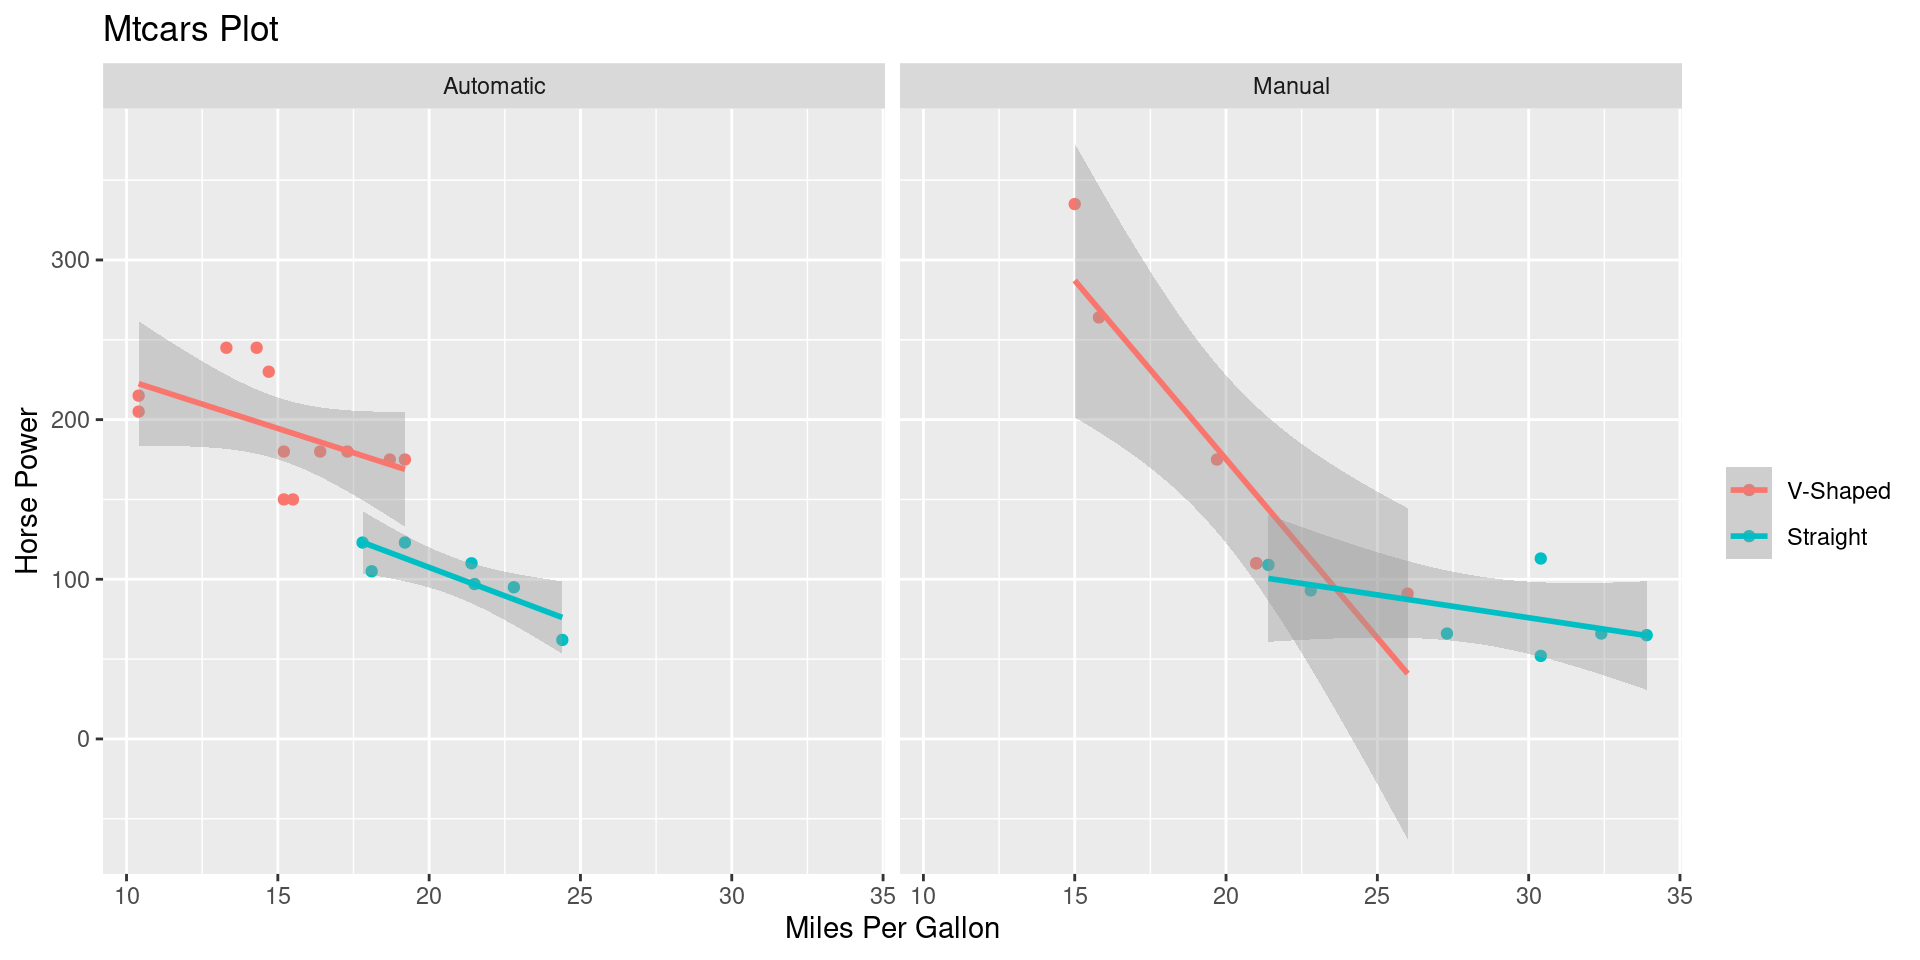 Mtcars Plot
Automatic
Manual
Horse Power
300
200
100
0
10 15 20 25 30 35
10 15 20 25 30 35
Miles Per Gallon
V-Shaped
Straight